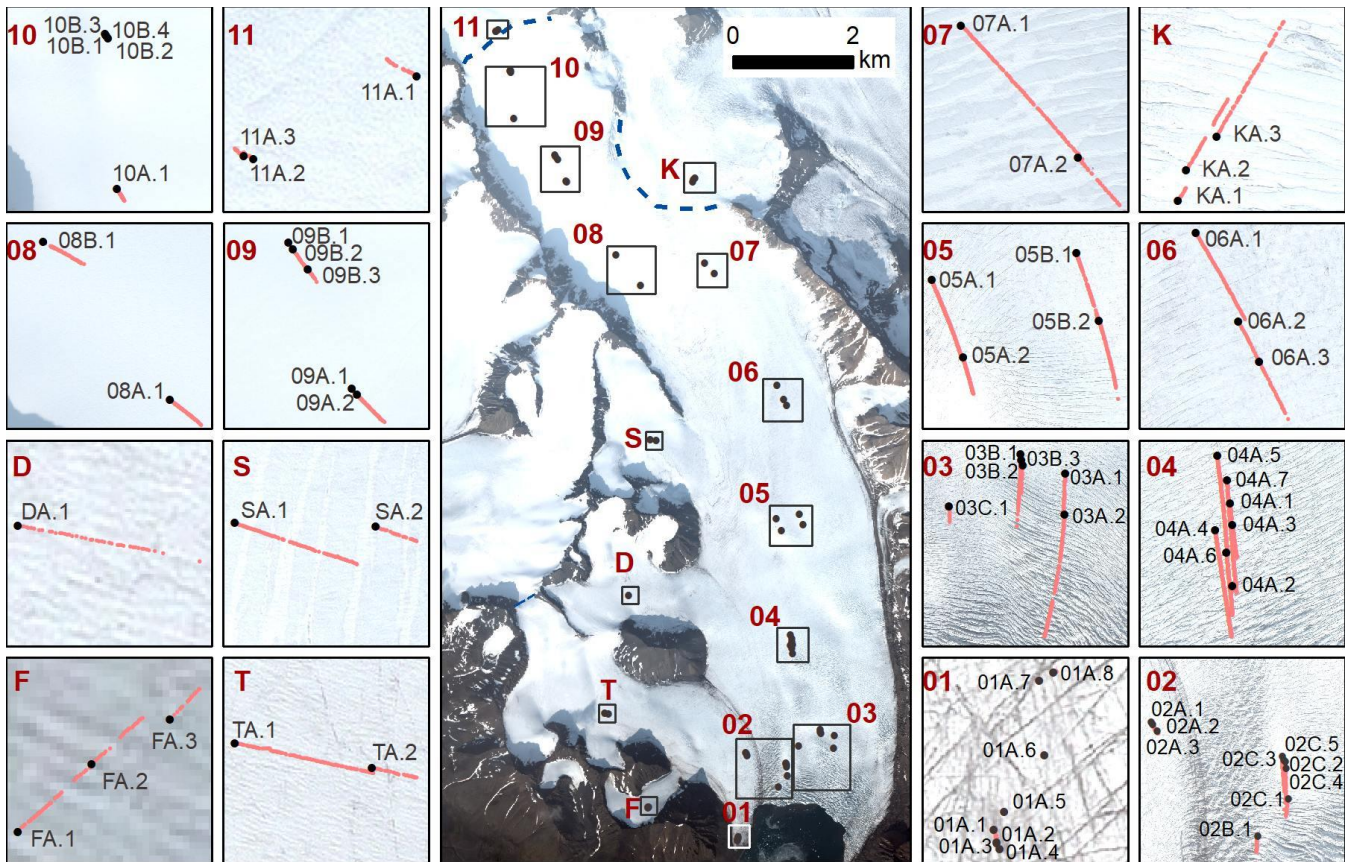 10
10B.3
10B.4
10B.1
10B.2
10A.1
11
11A.1
11A.3
11A.2
08
08B.1
08A.1
09
09B.1
09B.2
09B.3
09A.1
09A.2
D
DA.1
S
SA.1
SA.2
F
FA.3
FA.2
FA.1
T
TA.1
TA.2
11
0
2
km
10
09
K
08
07
06
S
05
D
04
T
02
03
F
01
07
07A.1
07A.2
K
KA.3
KA.2
KA.1
05
05B.1
05A.1
05B.2
05A.2
06
06A.1
06A.2
06A.3
03
03B.1
03B.3
03B.2
03A.1
03C.1
03A.2
04
04A.5
04A.7
04A.1
04A.4
04A.3
04A.6
04A.2
01
01A.7
01A.8
01A.6
01A.5
01A.1
01A.2
01A.3
01A.4
02
02A.1
02A.2
02A.3
02C.5
02C.3
02C.2
02C.4
02C.1
02B.1